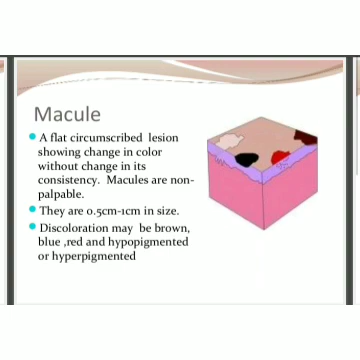 Macule
A flat circumscribed lesion
showing change in color
without change in its
consistency. Macules are non-
palpable.
They are 0.5cm-1cm in size.
Discoloration may be brown,
blue ,red and hypopigmented
or hyperpigmented